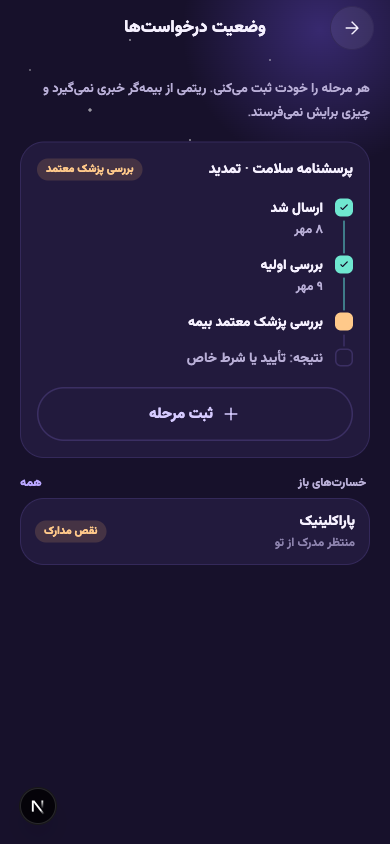 وضعیت درخواست‌ها
هر مرحله را خودت ثبت می‌کنی. ریتمی از بیمه‌گر خبری نمی‌گیرد و
چیزی برایش نمی‌فرستد.
پرسشنامه سلامت · تمدید
بررسی پزشک معتمد
ارسال شد
۸ مهر
بررسی اولیه
۹ مهر
بررسی پزشک معتمد بیمه
نتیجه: تأیید یا شرط خاص
ثبت مرحله
خسارت‌های باز
همه
پاراکلینیک
نقص مدارک
منتظر مدرک از تو
N